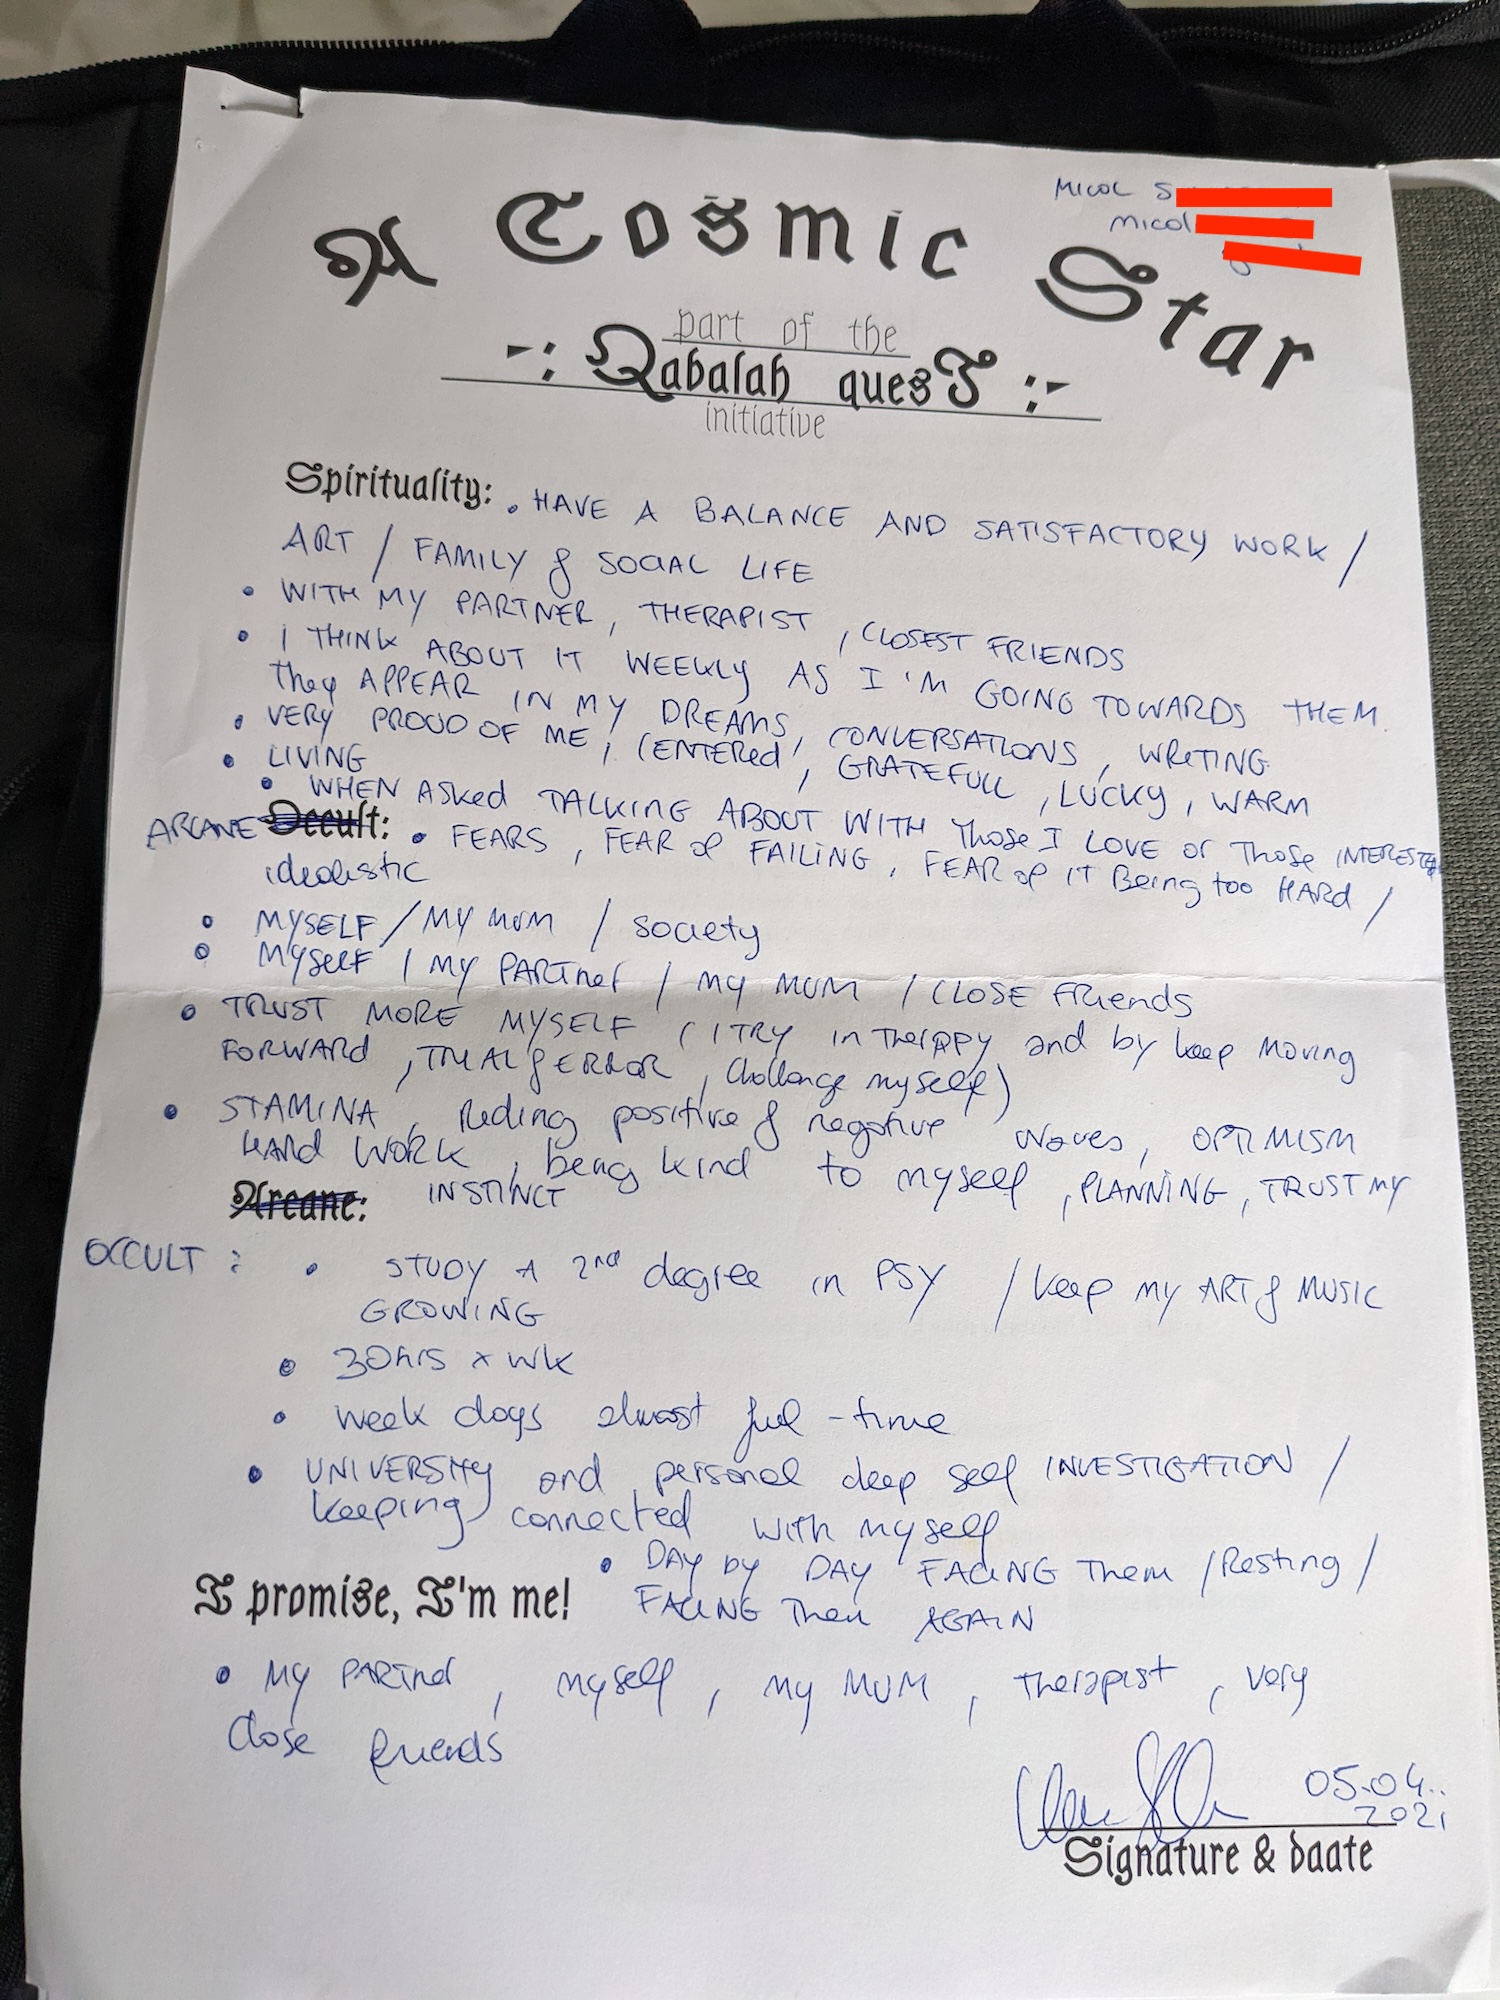 Micol S
micol
A Cosmic Star
part of the
-: Qabalah quesT :-
initiative
Spirituality: • HAVE A BALANCE AND SATISFACTORY WORK /
ART / FAMILY & SOCIAL LIFE
• WITH MY PARTNER, THERAPIST, CLOSEST FRIENDS
• I THINK ABOUT IT WEEKLY AS I'M GOING TOWARDS THEM.
They APPEAR IN MY DREAMS, CONVERSATIONS, WRITING
• VERY PROUD OF ME, CENTERED, GRATEFULL, LUCKY, WARM
• LIVING
• WHEN ASked TALKING ABOUT WITH Those I LOVE or Those INTERESTED
ARCANE Occult: • FEARS, FEAR of FAILING, FEAR of IT Being too HARD /
idealistic
• MYSELF / MY MUM / society
• MyselF / My PARTner / My MUM / CLOSE FRiends
• TRUST MORE MYSELF (I TRY in THerapy and by keep Moving
FORWARD, TRIAL & ERROR, challenge myself)
• STAMINA, Riding positive & negative waves, OPTIMISM
HARD WORK, being kind to myself, PLANNING, TRUST MY
Arcane: INSTINCT
OCCULT : • STUDY A 2nd degree in PSY / keep MY ART & MUSIC
GROWING
• 30hrs x wk
• week days almost full-time
• UNIVERSITy and personal deep self INVESTIGATION /
keeping connected with myself
• DAY by DAY FACING Them / Resting /
I promise, I'm me! FACING Them AGAIN
• My PARTner, myself, my MUM, Therapist, very
close friends
05.04..
2021
Signature & daate